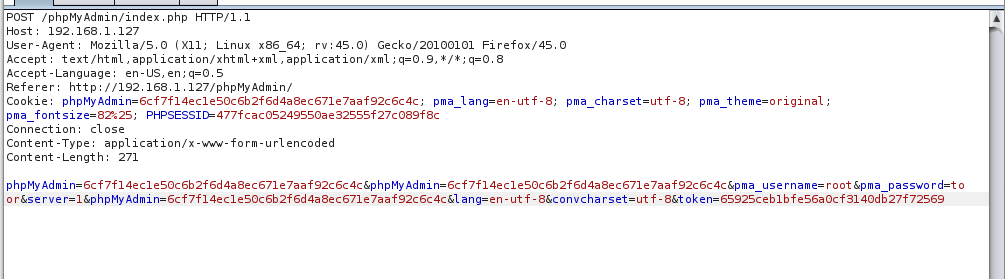 POST /phpMyAdmin/index.php HTTP/1.1
Host: 192.168.1.127
User-Agent: Mozilla/5.0 (X11; Linux x86_64; rv:45.0) Gecko/20100101 Firefox/45.0
Accept: text/html,application/xhtml+xml,application/xml;q=0.9,*/*;q=0.8
Accept-Language: en-US,en;q=0.5
Referer: http://192.168.1.127/phpMyAdmin/
Cookie: phpMyAdmin=6cf7f14ec1e50c6b2f6d4a8ec671e7aaf92c6c4c; pma_lang=en-utf-8; pma_charset=utf-8; pma_theme=original;
pma_fontsize=82%25; PHPSESSID=477fcac05249550ae32555f27c089f8c
Connection: close
Content-Type: application/x-www-form-urlencoded
Content-Length: 271
phpMyAdmin=6cf7f14ec1e50c6b2f6d4a8ec671e7aaf92c6c4c&phpMyAdmin=6cf7f14ec1e50c6b2f6d4a8ec671e7aaf92c6c4c&pma_username=root&pma_password=to
or&server=1&phpMyAdmin=6cf7f14ec1e50c6b2f6d4a8ec671e7aaf92c6c4c&lang=en-utf-8&convcharset=utf-8&token=65925ceb1bfe56a0cf3140db27f72569